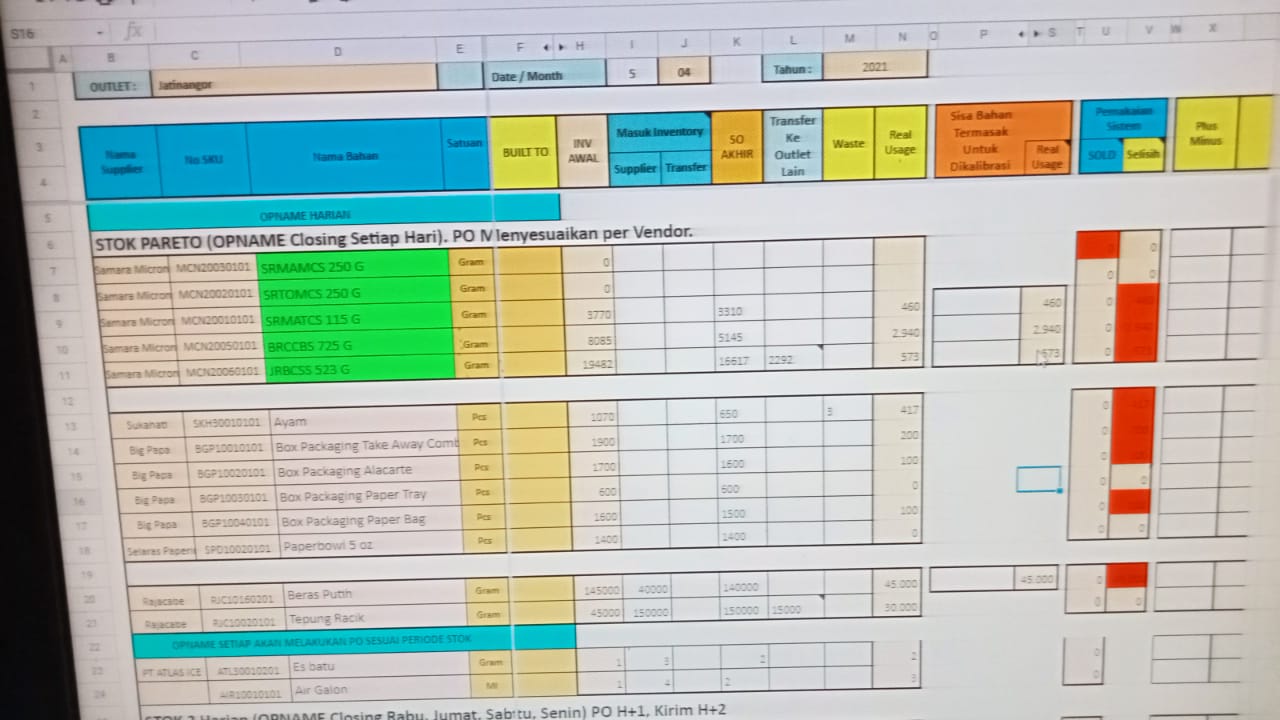 S16 fx
A B C D E F H I J K L M N O P S T U V W X
1 OUTLET : Jatinangor Date / Month 5 04 Tahun : 2021
2
3 Nama Supplier No SKU Nama Bahan Satuan BUILT TO INV AWAL Masuk Inventory SO AKHIR Transfer Ke Outlet Lain Waste Real Usage Sisa Bahan Termasak Untuk Dikalibrasi Real Usage Pemakaian Sistem Plus Minus
4 Supplier Transfer SOLD Selisih
5 OPNAME HARIAN
6 STOK PARETO (OPNAME Closing Setiap Hari). PO Menyesuaikan per Vendor.
7 Samara Micron MCN20030101 SRMAMCS 250 G Gram 0 0
8 Samara Micron MCN20020101 SRTOMCS 250 G Gram 0 0 0
9 Samara Micron MCN20010101 SRMATCS 115 G Gram 3770 3310 460 460 0
10 Samara Micron MCN20050101 BRCCBS 725 G Gram 8085 5145 2.940 2.940 0
11 Samara Micron MCN20060101 JRBCSS 523 G Gram 19482 16617 2292 573 573 0
12
13 Sukahati SKH30010101 Ayam Pcs 1070 650 3 417 0
14 Big Papa BGP10010101 Box Packaging Take Away Comb Pcs 1900 1700 200 0
15 Big Papa BGP10020101 Box Packaging Alacarte Pcs 1700 1600 100 0
16 Big Papa BGP10030101 Box Packaging Paper Tray Pcs 600 600 0 0 0
17 Big Papa BGP10040101 Box Packaging Paper Bag Pcs 1600 1500 100 0
18 Selaras Papern SPD10020101 Paperbowl 5 oz Pcs 1400 1400 0 0 0
19
20 Rajacabe RJC10160201 Beras Putih Gram 145000 40000 140000 45.000 45.000 0
21 Rajacabe RJC10020101 Tepung Racik Gram 45000 150000 150000 15000 30.000 0 0
22 OPNAME SETIAP AKAN MELAKUKAN PO SESUAI PERIODE STOK
23 PT ATLAS ICE ATL30010201 Es batu Gram 1 3 2 2 0
24 AIR10010101 Air Galon Ml 1 4 2 3 0
Harian (OPNAME Closing Rabu, Jumat, Sabtu, Senin) PO H+1, Kirim H+2